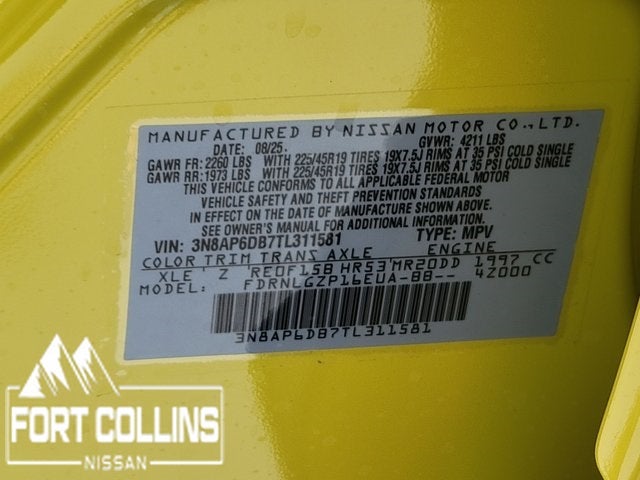 MANUFACTURED BY NISSAN MOTOR CO., LTD.
DATE: 08/25. GVWR: 4211 LBS
GAWR FR: 2260 LBS WITH 225/45R19 TIRES 19X7.5J RIMS AT 35 PSI COLD SINGLE
GAWR RR: 1973 LBS WITH 225/45R19 TIRES 19X7.5J RIMS AT 35 PSI COLD SINGLE
THIS VEHICLE CONFORMS TO ALL APPLICABLE FEDERAL MOTOR
VEHICLE SAFETY AND THEFT PREVENTION STANDARDS
IN EFFECT ON THE DATE OF MANUFACTURE SHOWN ABOVE.
SEE OWNER'S MANUAL FOR ADDITIONAL INFORMATION.
VIN: 3N8AP6DB7TL311581 TYPE: MPV
COLOR TRIM TRANS AXLE ENGINE
XLE' Z 'RE0F15B HR53'MR20DD 1997 CC
MODEL: FDRNLGZP16EUA-BB-- 4Z000
3N8AP6DB7TL311581
FORT COLLINS
NISSAN